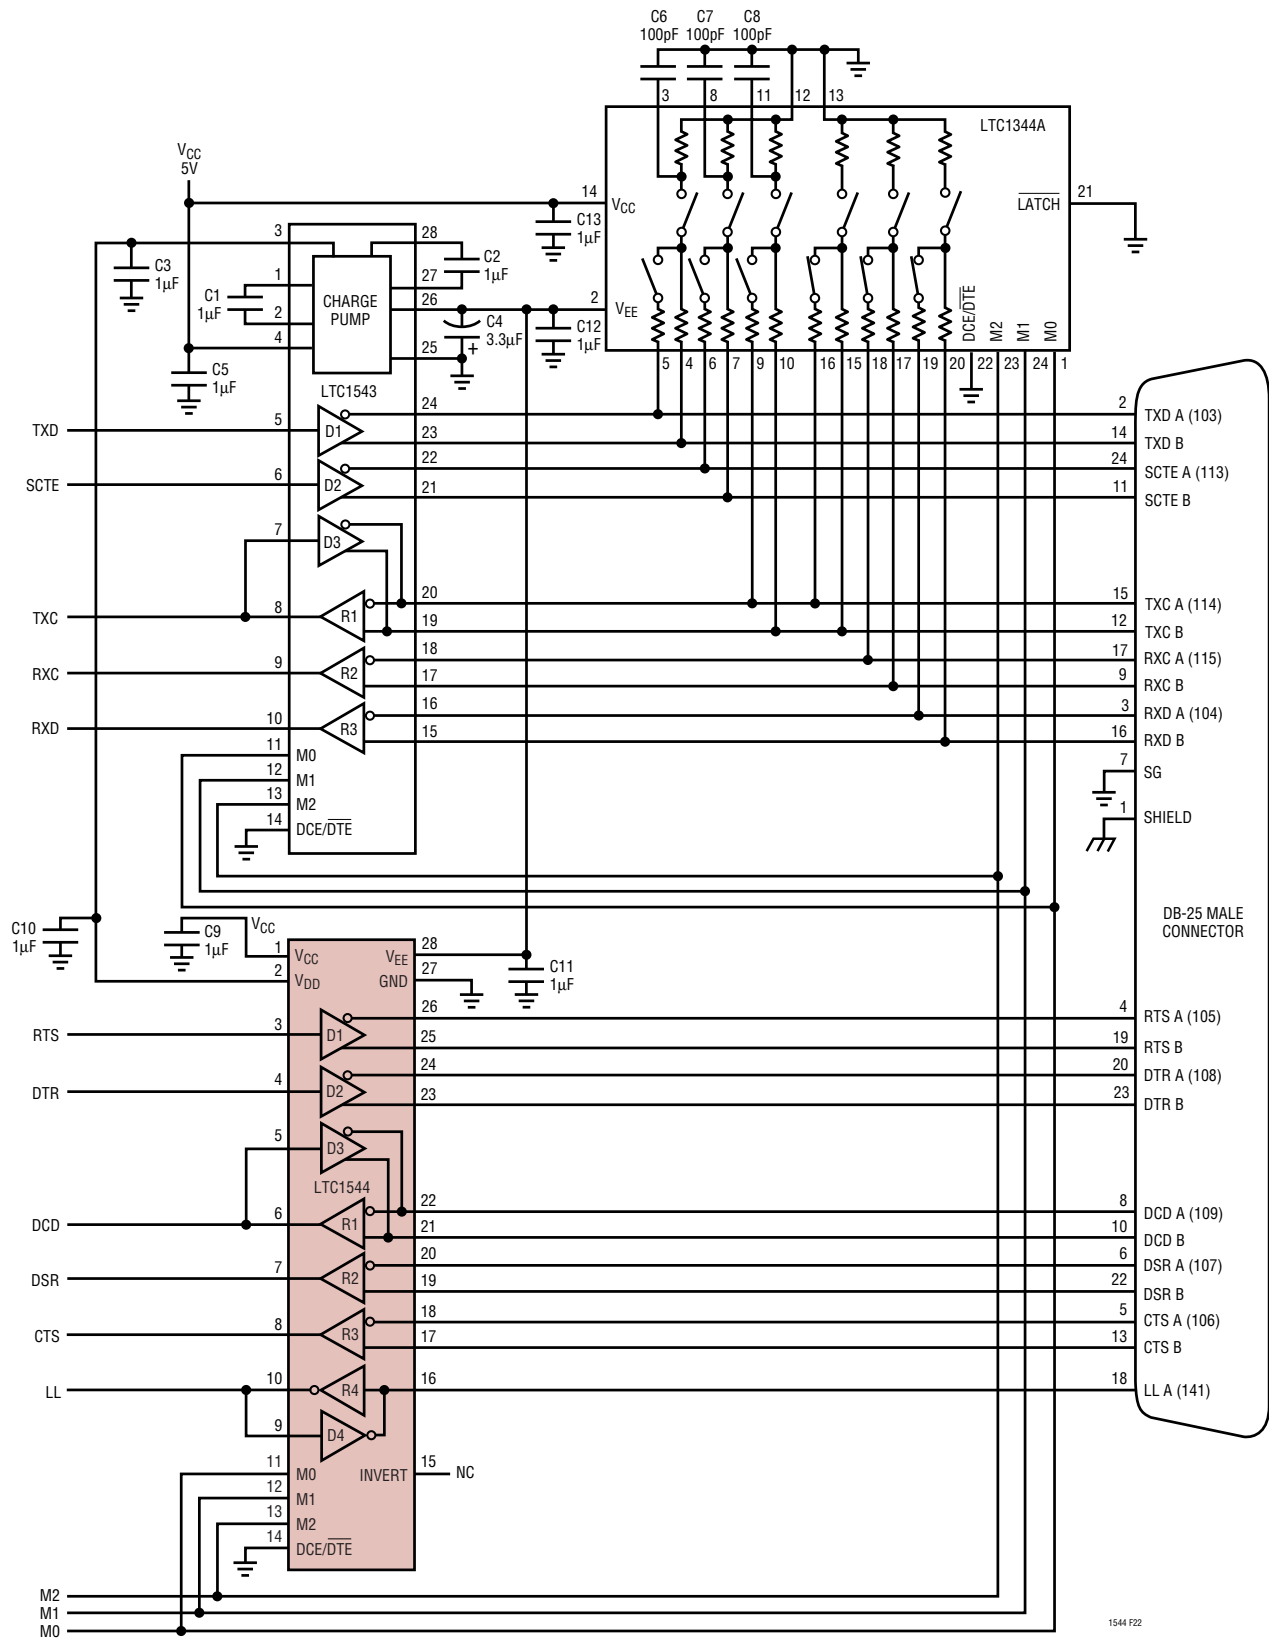 C6 C7 C8
100pF 100pF 100pF
3 8 11 12 13
LTC1344A
VCC
5V
14 VCC
LATCH 21
C13
1µF
3 28
C3
1µF
C2
1µF
1 27
C1
1µF
CHARGE
PUMP
26
2 VEE
2
C4
3.3µF
+
C12
1µF
DCE/DTE M2 M1 M0
4 25
C5
1µF
5 4 6 7 9 10 16 15 18 17 19 20 22 23 24 1
LTC1543
TXD 5 D1 24 2 TXD A (103)
23 14 TXD B
SCTE 6 D2 22 24 SCTE A (113)
21 11 SCTE B
7 D3
TXC 8 R1 20 15 TXC A (114)
19 12 TXC B
RXC 9 R2 18 17 RXC A (115)
17 9 RXC B
RXD 10 R3 16 3 RXD A (104)
15 16 RXD B
11 M0
7 SG
12 M1
13 M2
1 SHIELD
14 DCE/DTE
DB-25 MALE
CONNECTOR
C10
1µF
C9
1µF
VCC
1 VCC VEE 28
2 VDD GND 27
C11
1µF
RTS 3 D1 26 4 RTS A (105)
25 19 RTS B
DTR 4 D2 24 20 DTR A (108)
23 23 DTR B
5 D3
LTC1544
DCD 6 R1 22 8 DCD A (109)
21 10 DCD B
DSR 7 R2 20 6 DSR A (107)
19 22 DSR B
CTS 8 R3 18 5 CTS A (106)
17 13 CTS B
LL 10 R4 16 18 LL A (141)
9 D4
11 M0 INVERT 15 NC
12 M1
13 M2
14 DCE/DTE
M2
M1
M0
1544 F22